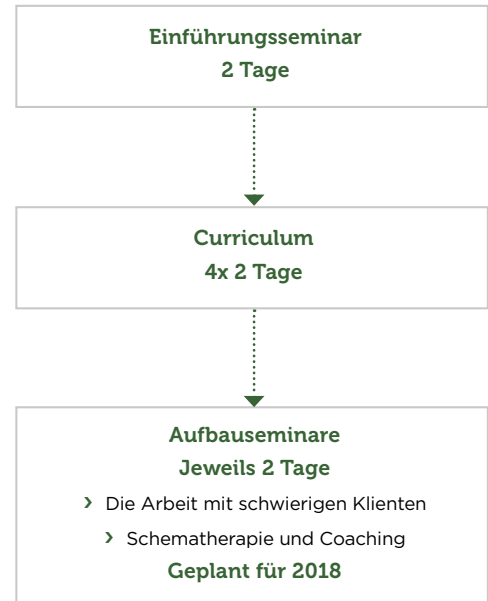 Einführungsseminar
2 Tage
Curriculum
4x 2 Tage
Aufbauseminare
Jeweils 2 Tage
› Die Arbeit mit schwierigen Klienten
› Schematherapie und Coaching
Geplant für 2018